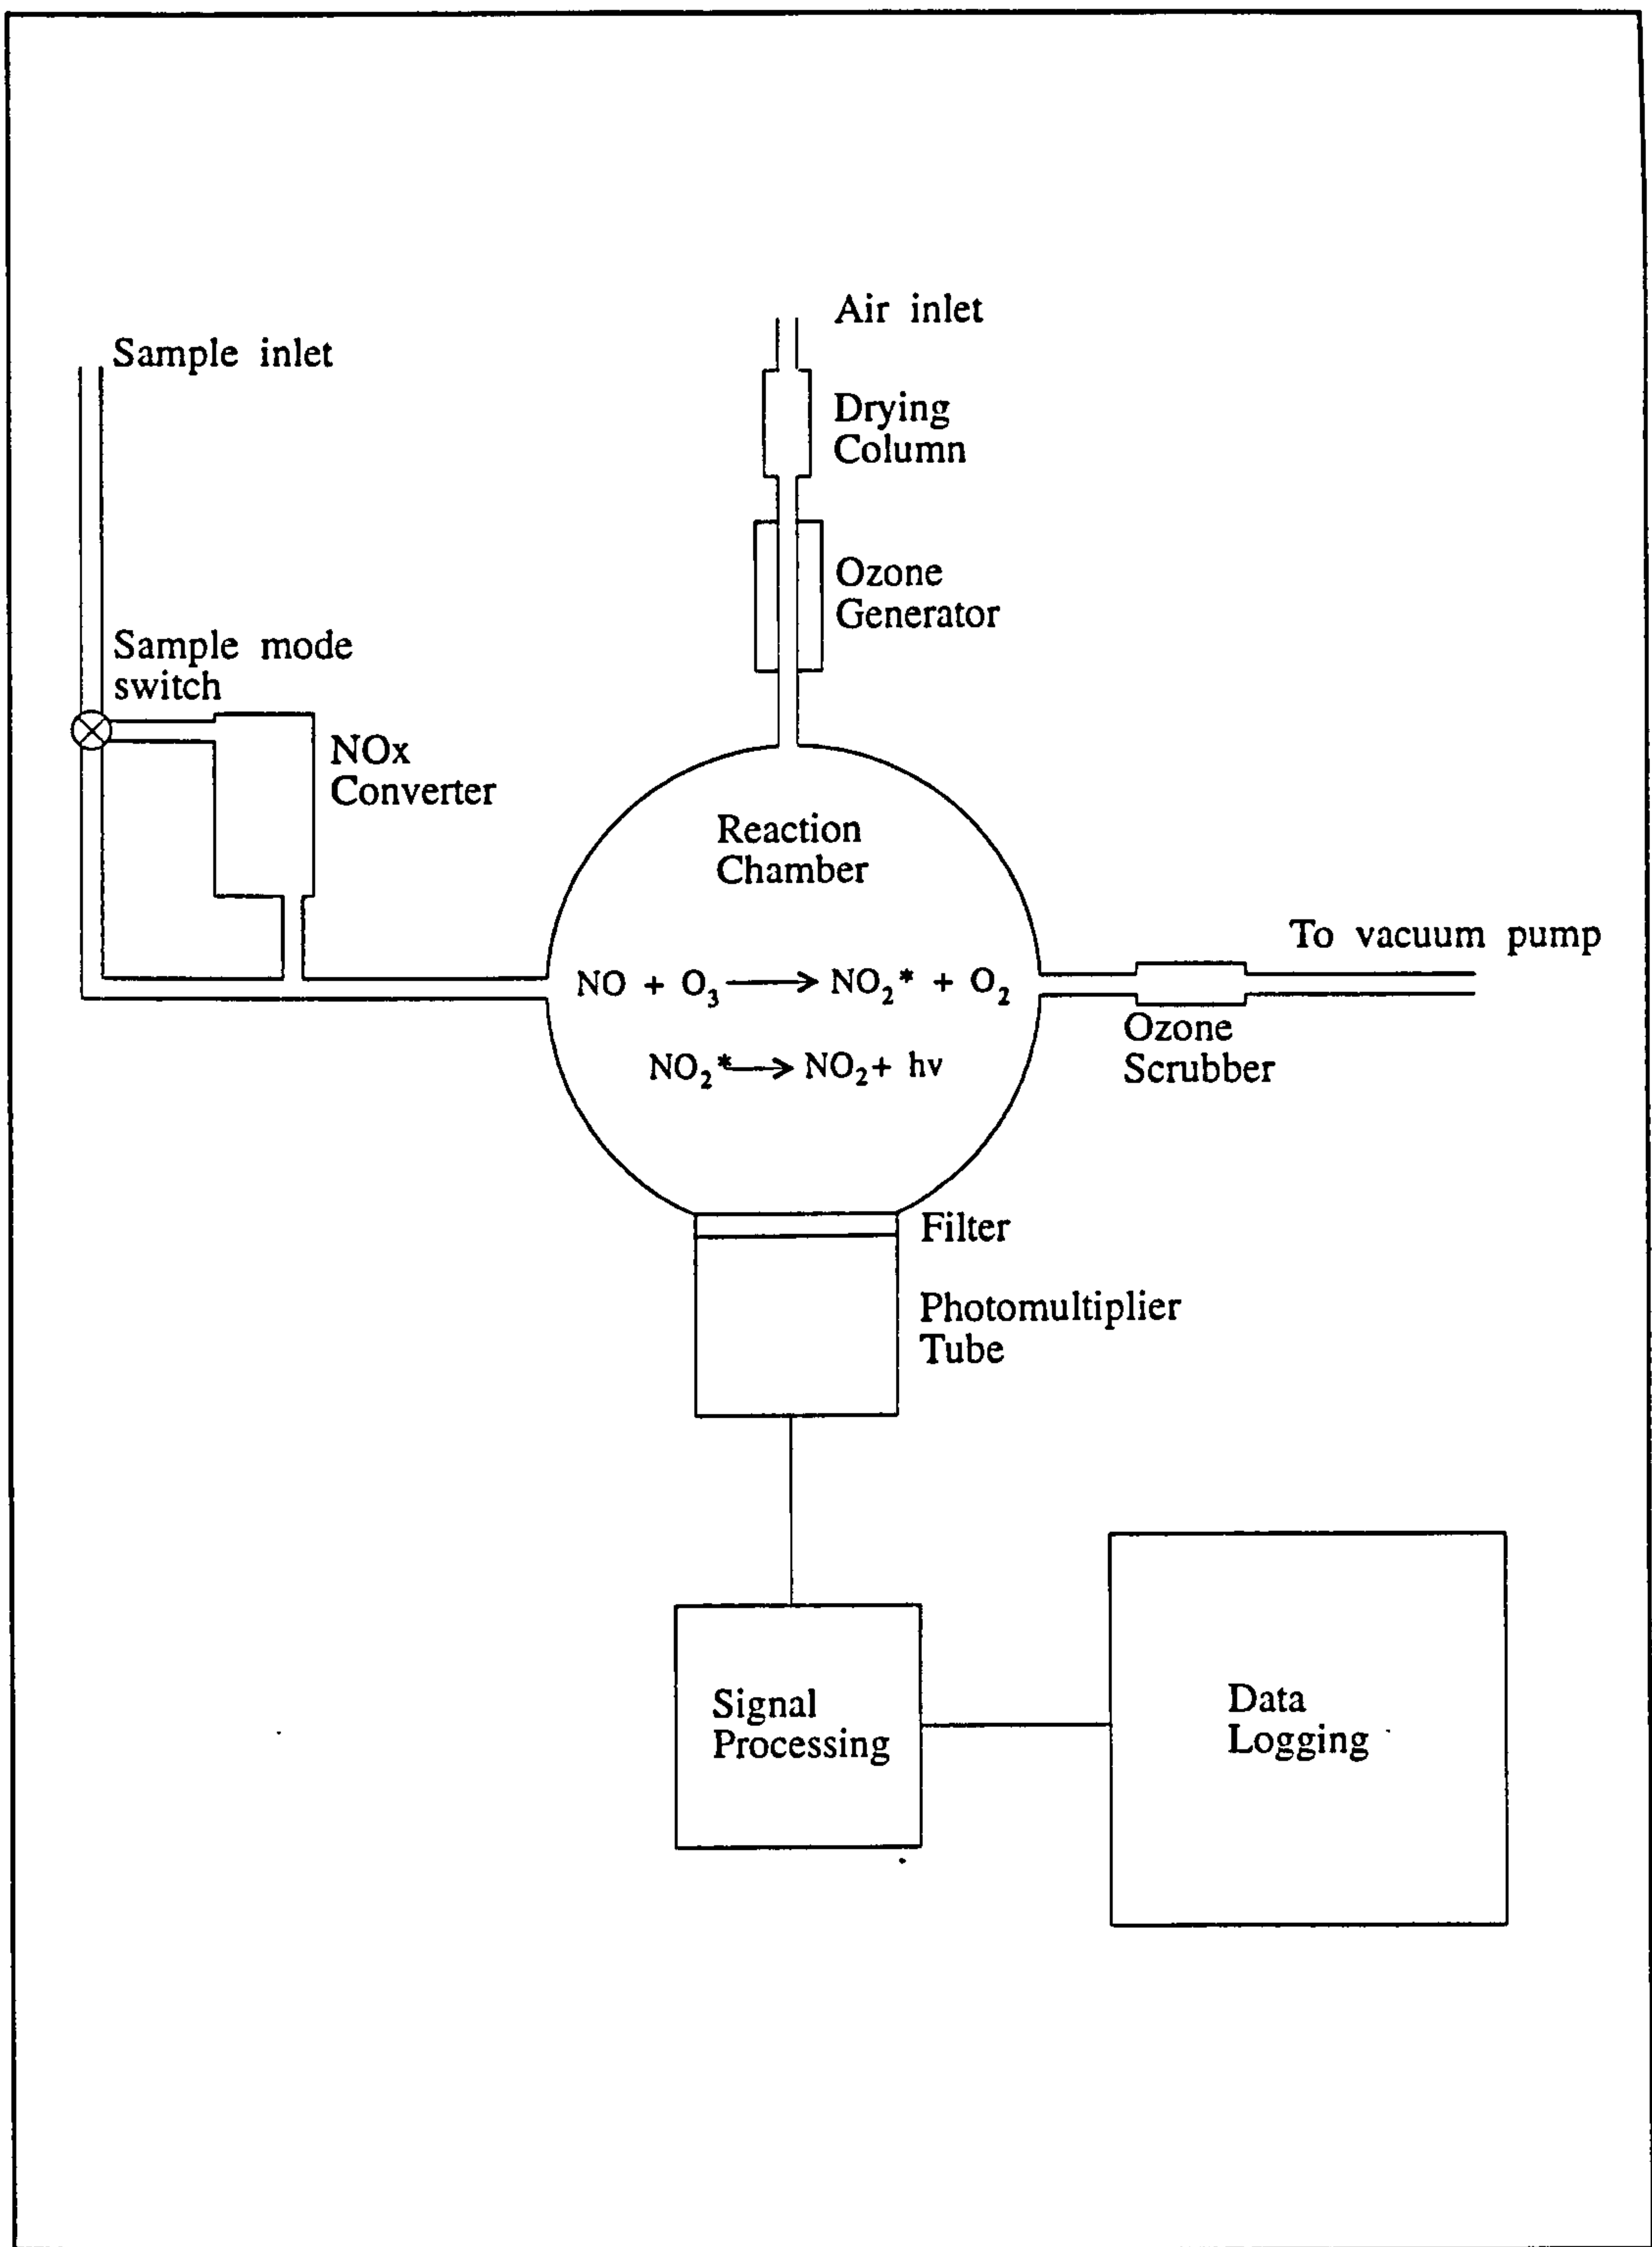 Air inlet
Sample inlet
Drying
Column
Ozone
Generator
Sample mode
switch
NOx
Converter
Reaction
Chamber
To vacuum pump
NO + O₃ ⟶ NO₂* + O₂
Ozone
Scrubber
NO₂* ⟶ NO₂ + hν
Filter
Photomultiplier
Tube
Signal
Processing
Data
Logging